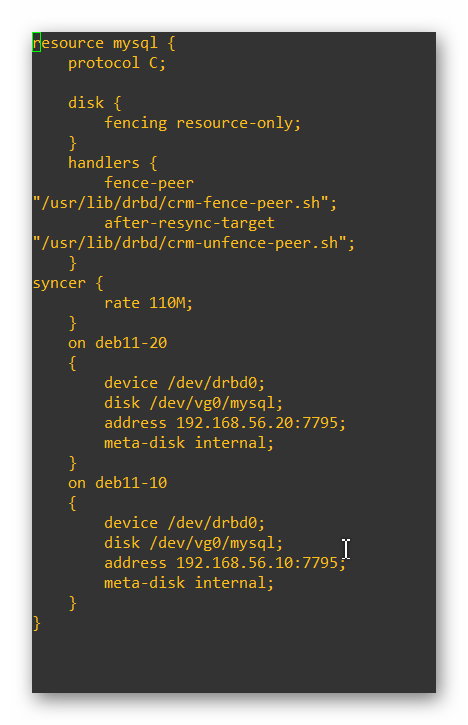 resource mysql {
    protocol C;

    disk {
        fencing resource-only;
    }
    handlers {
        fence-peer
"/usr/lib/drbd/crm-fence-peer.sh";
        after-resync-target
"/usr/lib/drbd/crm-unfence-peer.sh";
    }
syncer {
        rate 110M;
    }
    on deb11-20
    {
        device /dev/drbd0;
        disk /dev/vg0/mysql;
        address 192.168.56.20:7795;
        meta-disk internal;
    }
    on deb11-10
    {
        device /dev/drbd0;
        disk /dev/vg0/mysql;
        address 192.168.56.10:7795;
        meta-disk internal;
    }
}